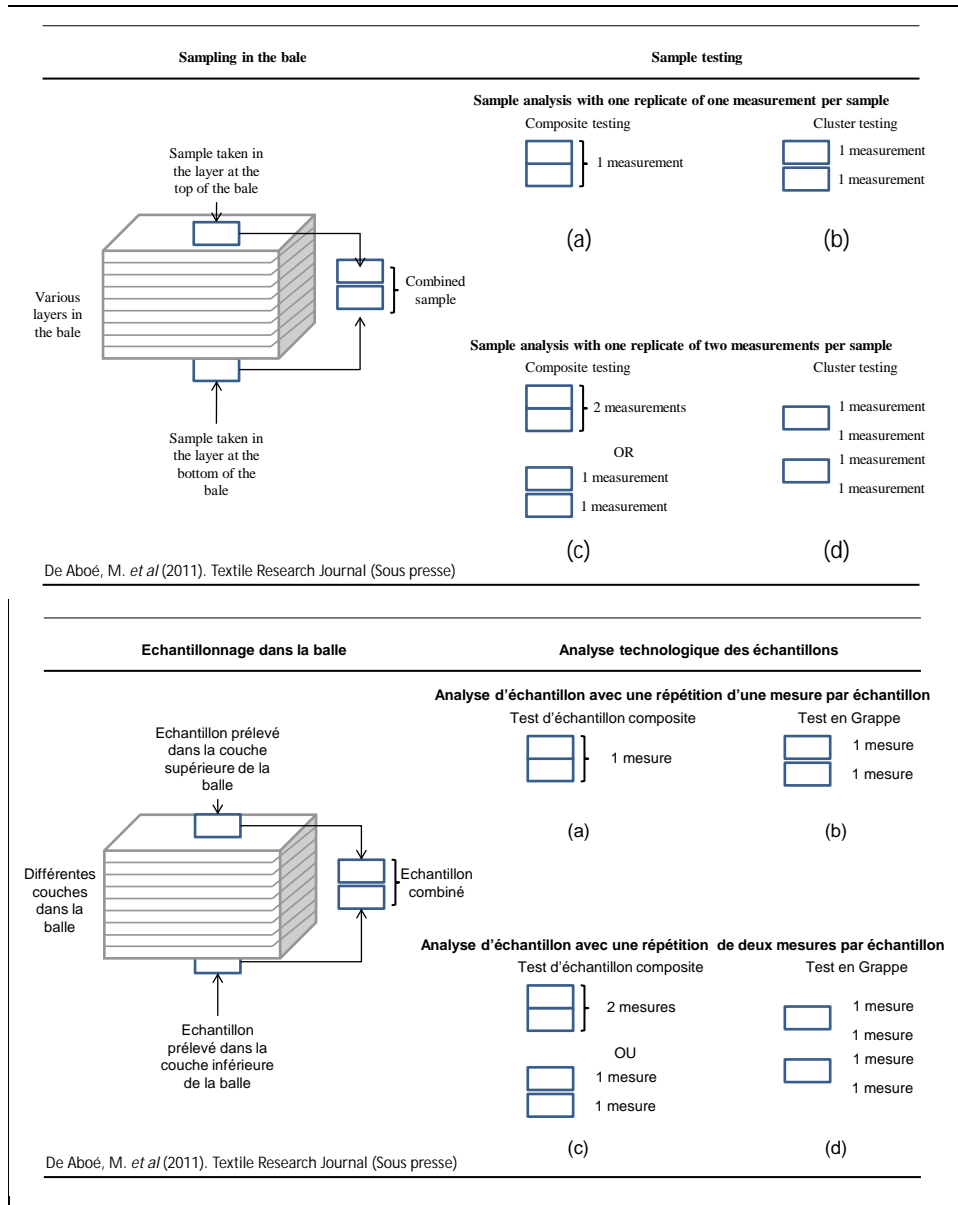 Sampling in the bale
Sample testing
Sample taken in
the layer at the
top of the bale
Various
layers in
the bale
Combined
sample
Sample taken in
the layer at the
bottom of the
bale
Sample analysis with one replicate of one measurement per sample
Composite testing
1 measurement
(a)
Cluster testing
1 measurement
1 measurement
(b)
Sample analysis with one replicate of two measurements per sample
Composite testing
2 measurements
OR
1 measurement
1 measurement
(c)
Cluster testing
1 measurement
1 measurement
1 measurement
1 measurement
(d)
De Aboé, M. et al (2011). Textile Research Journal (Sous presse)
Echantillonnage dans la balle
Analyse technologique des échantillons
Echantillon prélevé
dans la couche
supérieure de la
balle
Différentes
couches
dans la
balle
Echantillon
combiné
Echantillon
prélevé dans la
couche inférieure
de la balle
Analyse d’échantillon avec une répétition d’une mesure par échantillon
Test d’échantillon composite
1 mesure
(a)
Test en Grappe
1 mesure
1 mesure
(b)
Analyse d’échantillon avec une répétition de deux mesures par échantillon
Test d’échantillon composite
2 mesures
OU
1 mesure
1 mesure
(c)
Test en Grappe
1 mesure
1 mesure
1 mesure
1 mesure
(d)
De Aboé, M. et al (2011). Textile Research Journal (Sous presse)